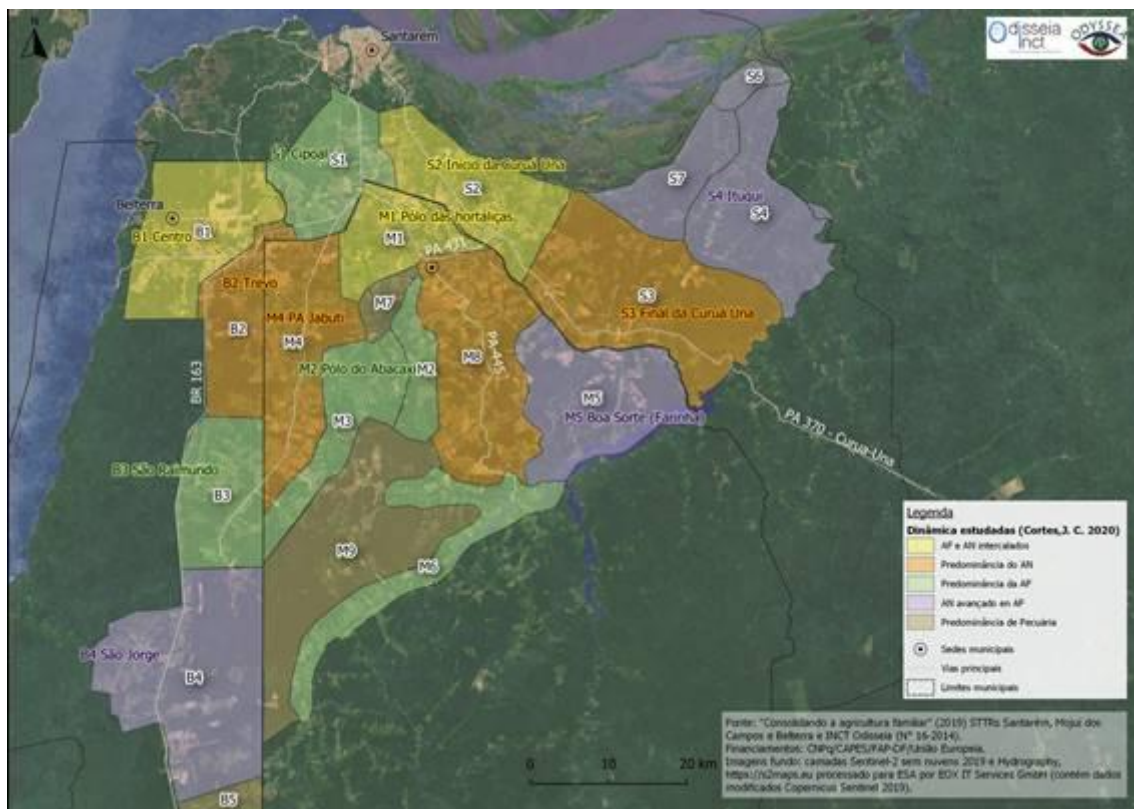 N
Santarém
Odisseia
Inct
ODYSSEA
S6
S1 Cipoal
S1
S2 Início da Curuá Una
S2
S7
S4 Ituqui
S4
Belterra
B1 Centro
B1
M1 Pólo das hortaliças
M1
PA 431
B2 Trevo
B2
M4 PA Jabuti
M4
M7
S3
S3 Final da Curuá Una
M2 Pólo do Abacaxi
M2
M8
PA-445
M5
M5 Boa Sorte (Farinha)
BR 163
M3
PA 370 - Curuá-Una
B3 São Raimundo
B3
M9
M6
B4 São Jorge
B4
B5
0 10 20 km
Legenda
Dinâmica estudadas (Cortes,J. C. 2020)
AF e AN intercalados
Predominância do AN
Predominância da AF
AN avançado en AF
Predominância de Pecuária
Sedes municipais
Vias principais
Limites municipais
Fonte: "Consolidando a agricultura familiar" (2019) STTRs Santarém, Mojuí dos
Campos e Belterra e INCT Odisseia (N° 16-2014).
Financiamentos: CNPq/CAPES/FAP-DF/União Europeia.
Imagens fundo: camadas Sentinel-2 sem nuvens 2019 e Hydrography,
https://s2maps.eu processado para ESA por EOX IT Services GmbH (contém dados
modificados Copernicus Sentinel 2019).